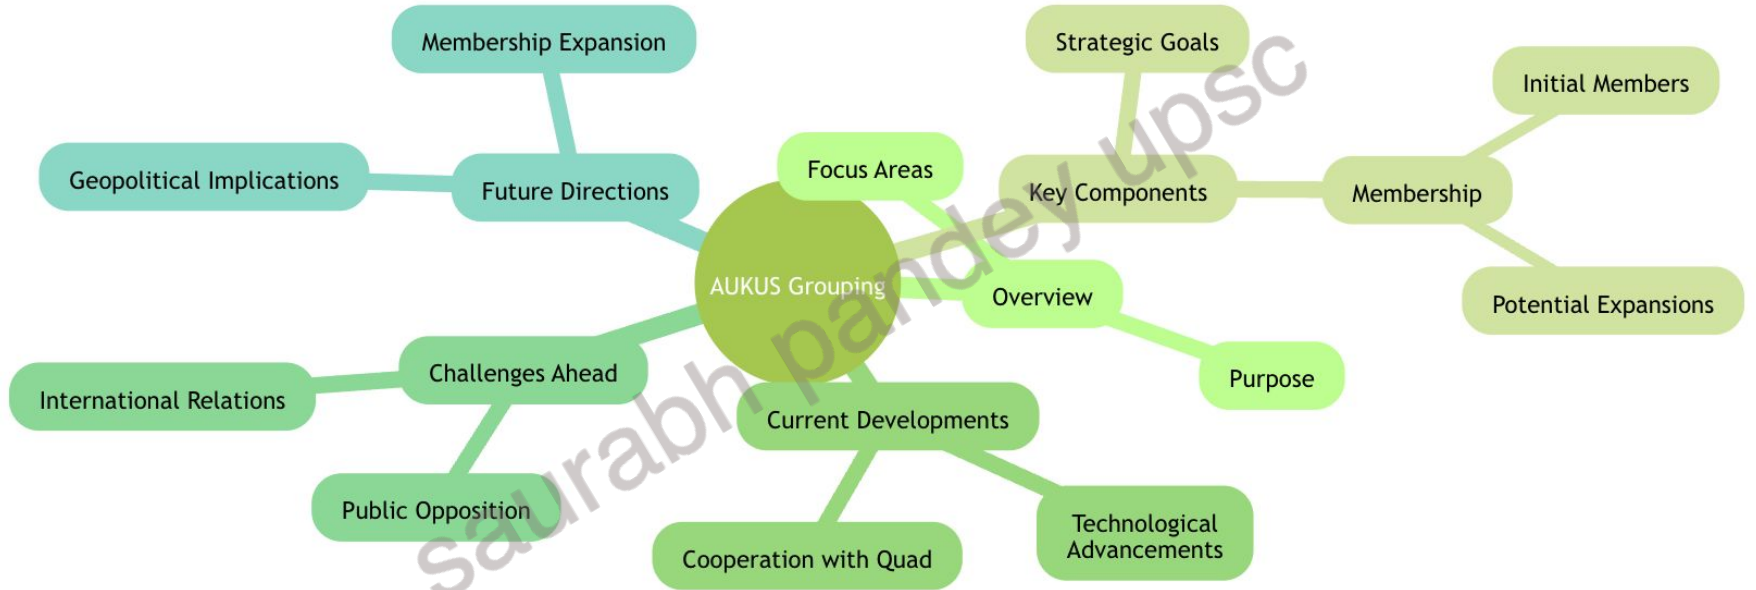 Membership Expansion
Strategic Goals
Initial Members
Focus Areas
Geopolitical Implications
Future Directions
Key Components
Membership
AUKUS Grouping
Overview
Potential Expansions
Challenges Ahead
Purpose
International Relations
Current Developments
Public Opposition
Technological
Advancements
Cooperation with Quad
saurabh pandey upsc